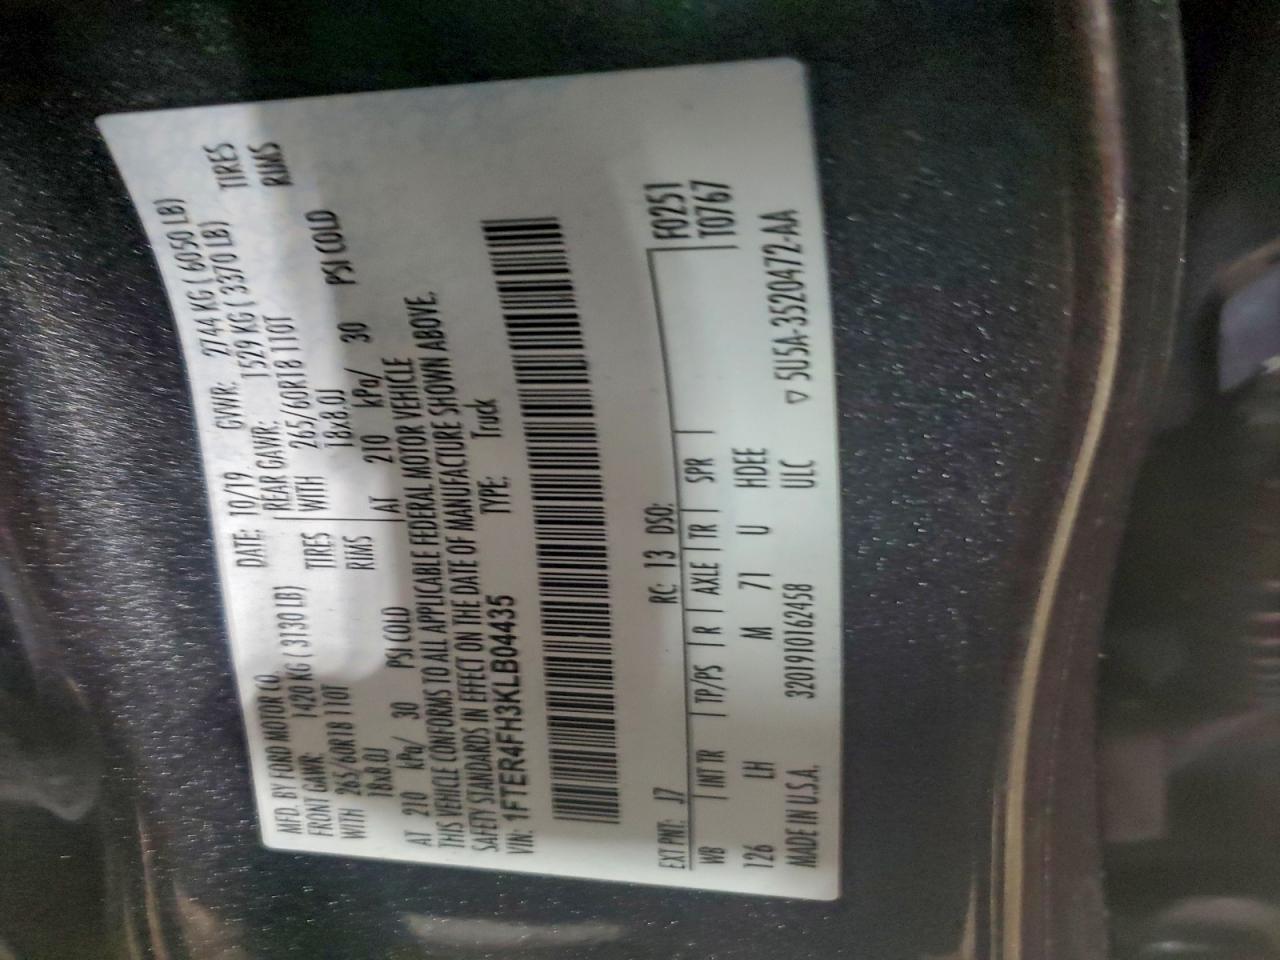 MFD. BY FORD MOTOR CO. DATE: 10/19 GVWR: 2744 KG ( 6050 LB)
FRONT GAWR: 1420 KG ( 3130 LB) REAR GAWR: 1529 KG ( 3370 LB)
WITH 265/60R18 110T TIRES WITH 265/60R18 110T TIRES
18x8.0J RIMS 18x8.0J RIMS
AT 210 kPa/ 30 PSI COLD AT 210 kPa/ 30 PSI COLD
THIS VEHICLE CONFORMS TO ALL APPLICABLE FEDERAL MOTOR VEHICLE
SAFETY STANDARDS IN EFFECT ON THE DATE OF MANUFACTURE SHOWN ABOVE.
VIN: 1FTER4FH3KLB04435 TYPE: Truck
F0251
EXT PNT: J7 RC: 13 DSO: T0767
WB INT TR TP/PS R AXLE TR SPR
126 LH M 71 U HDEE
MADE IN U.S.A. 320191016245B ULC ▽ 5U5A-3520472-AA